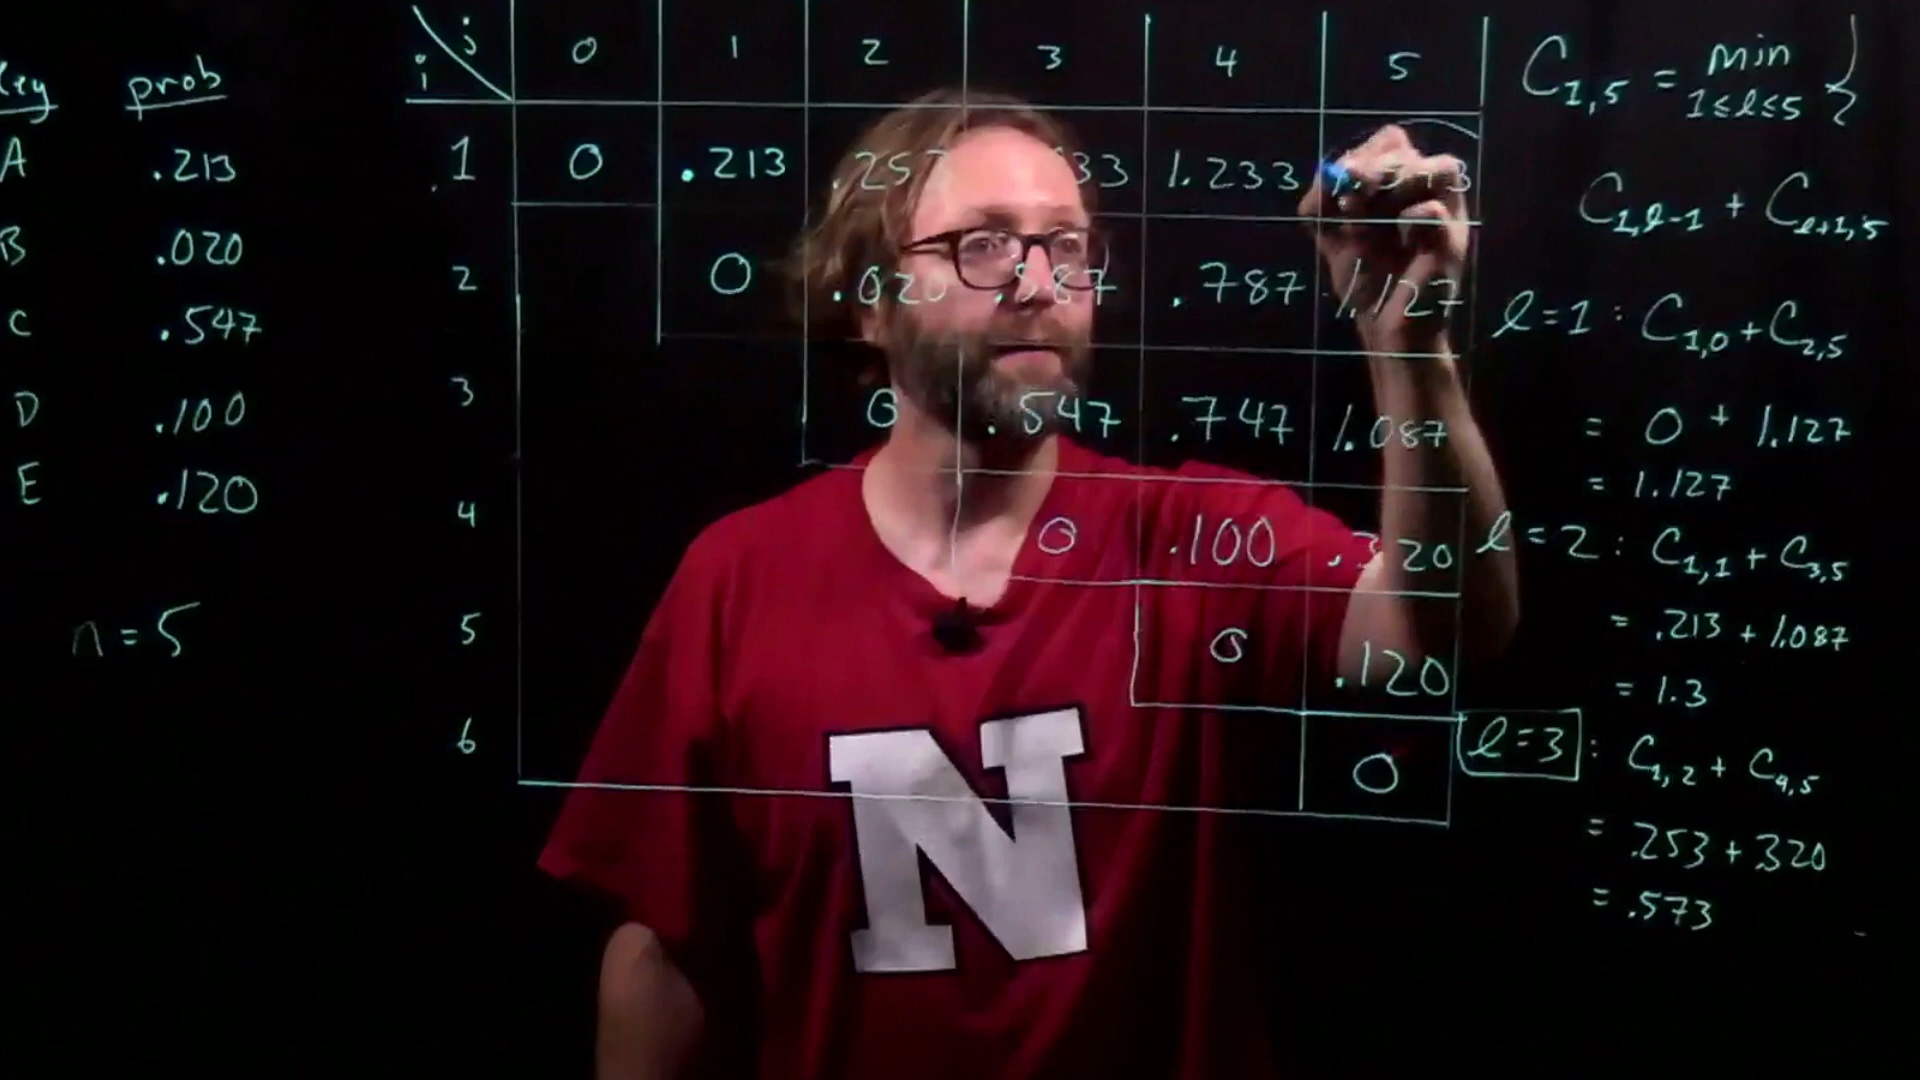 prob
A .213
B .020
C .547
D .100
E .120
n = 5
i j 0 1 2 3 4 5
1 0 .213 1.233
2 0 .020 .787 1.127
3 0 .547 .747 1.087
4 0 .100 .320
5 0 .120
6 0
C1,5 = min 1≤ℓ≤5 {
C1,ℓ-1 + Cℓ+1,5
ℓ=1 : C1,0 + C2,5
= 0 + 1.127
= 1.127
ℓ=2 : C1,1 + C3,5
= .213 + 1.087
= 1.3
ℓ=3 : C1,2 + C4,5
= .253 + .320
= .573
N